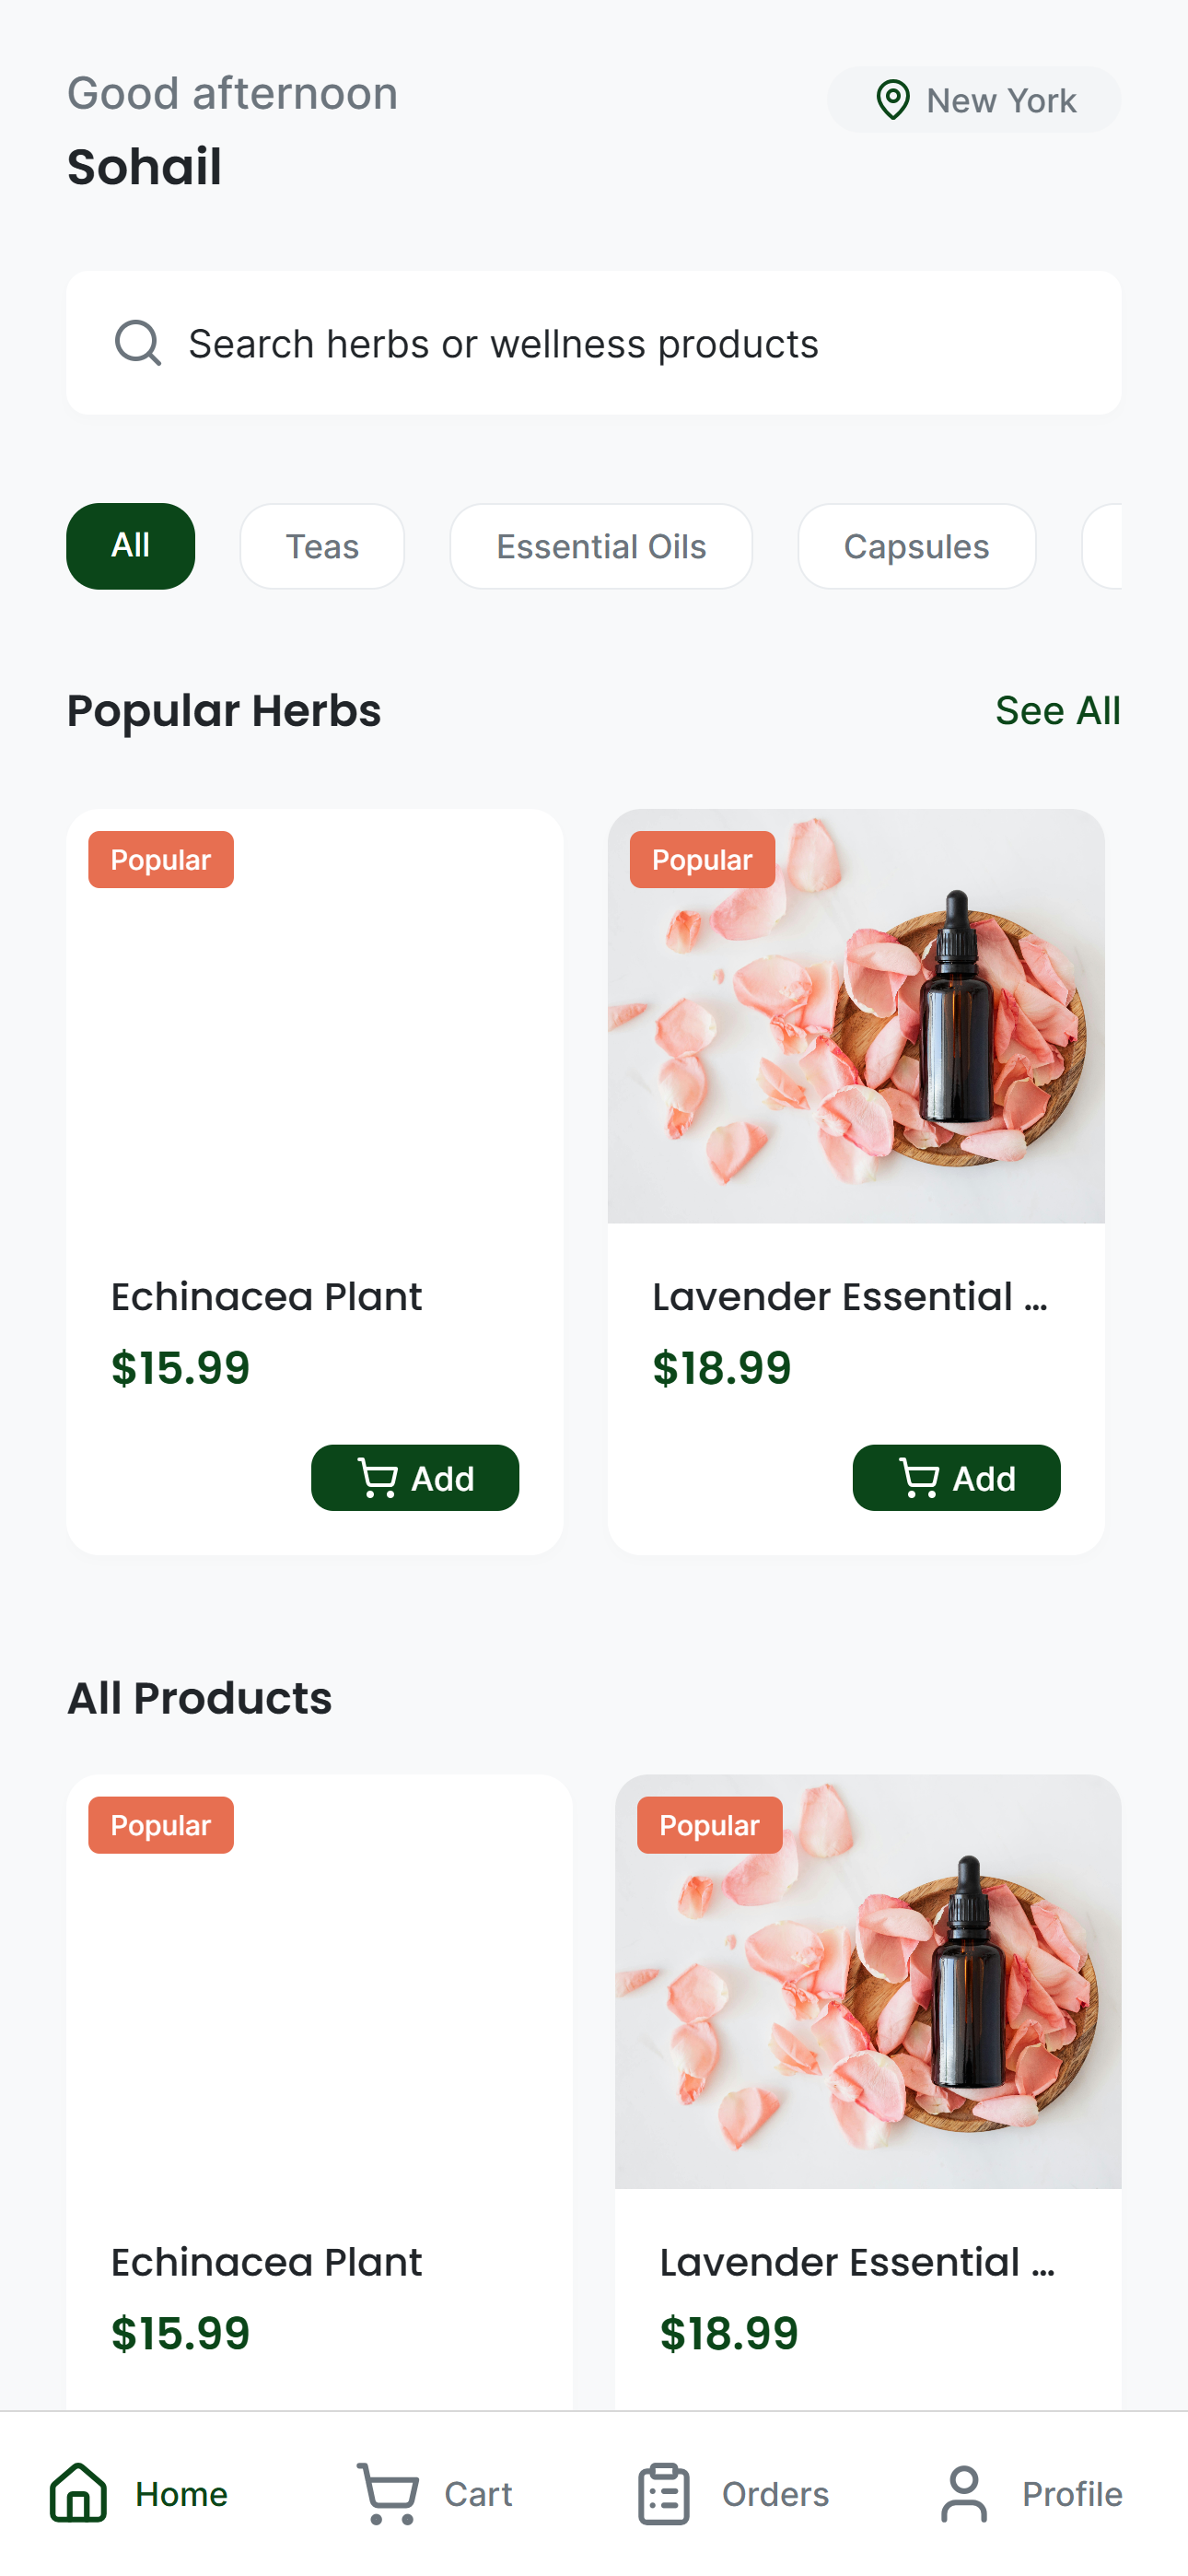 Good afternoon
New York
Sohail
Search herbs or wellness products
All
Teas
Essential Oils
Capsules
Popular Herbs
See All
Popular
Popular
Echinacea Plant
Lavender Essential ...
$15.99
$18.99
Add
Add
All Products
Popular
Popular
Echinacea Plant
Lavender Essential ...
$15.99
$18.99
Home
Cart
Orders
Profile